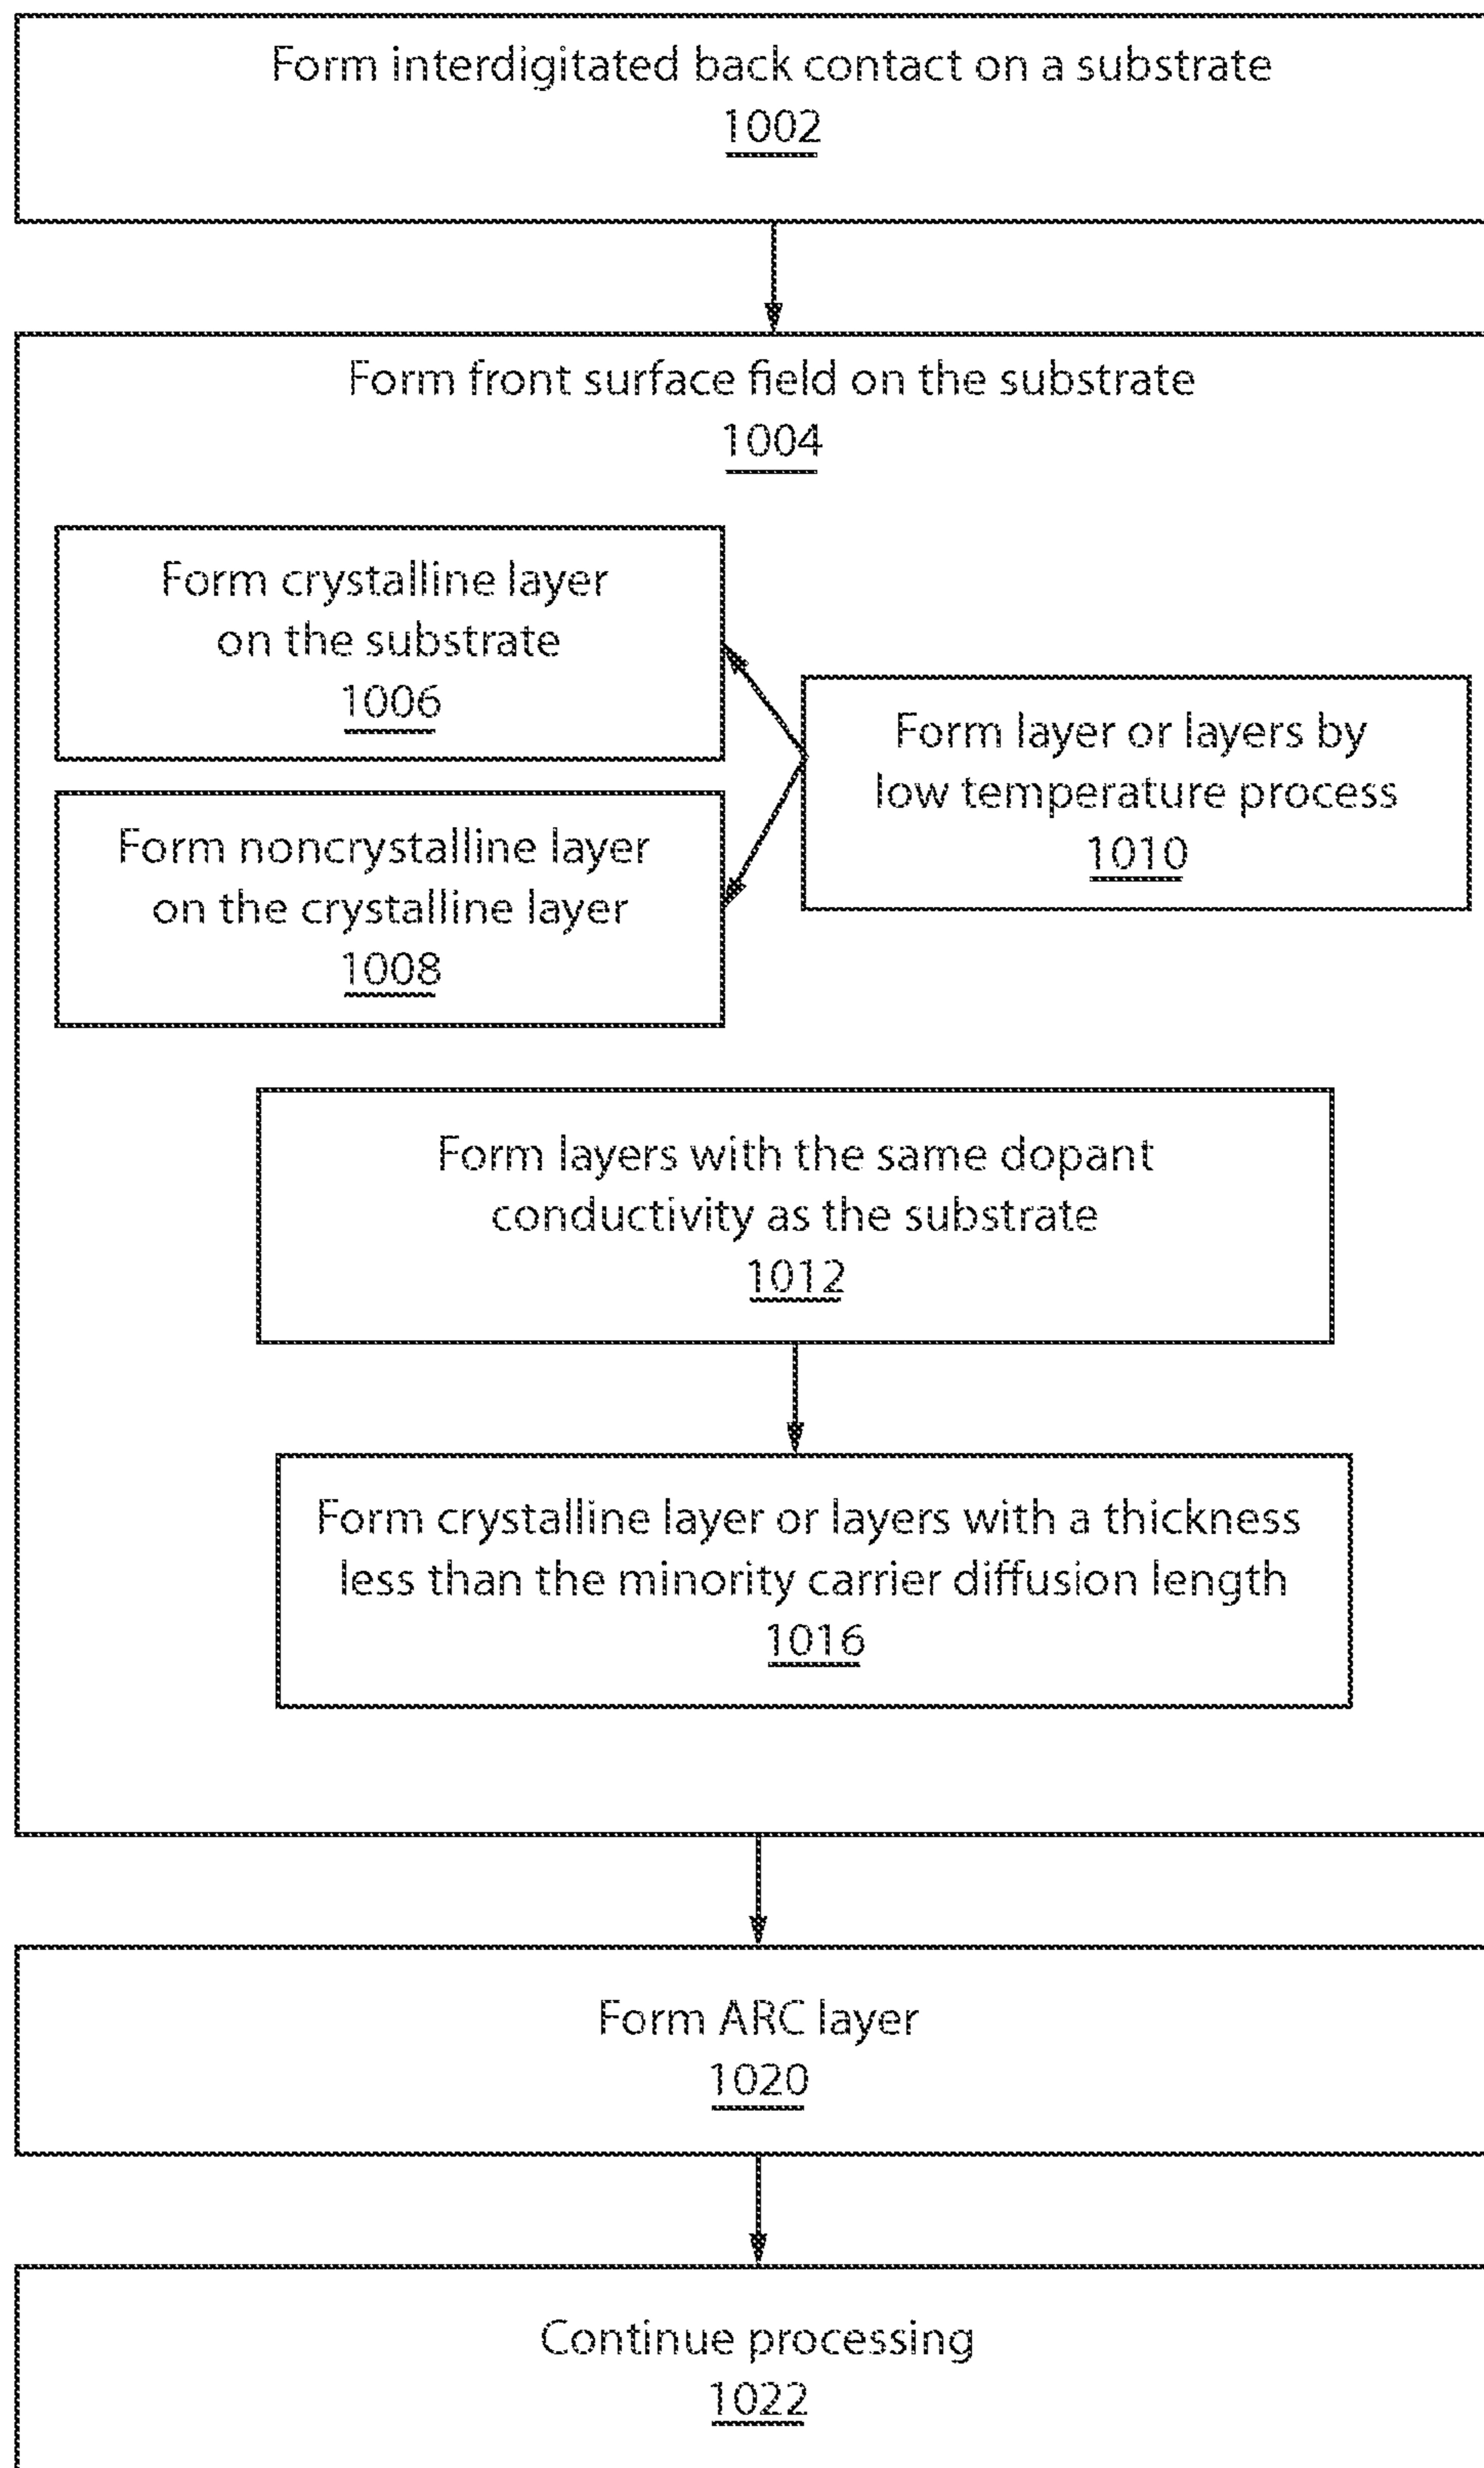 Form interdigitated back contact on a substrate
1002
Form front surface field on the substrate
1004
Form crystalline layer
on the substrate
1006
Form noncrystalline layer
on the crystalline layer
1008
Form layer or layers by
low temperature process
1010
Form layers with the same dopant
conductivity as the substrate
1012
Form crystalline layer or layers with a thickness
less than the minority carrier diffusion length
1016
Form ARC layer
1020
Continue processing
1022